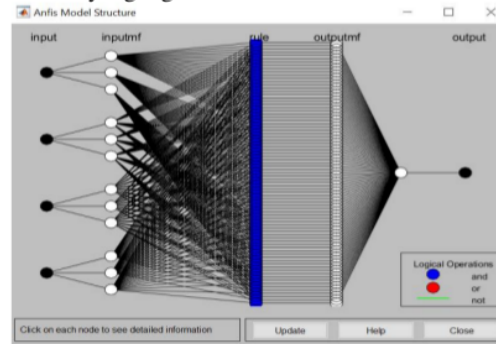 Anfis Model Structure
input inputmf rule outputmf output
Logical Operations
and
or
not
Click on each node to see detailed information
Update Help Close